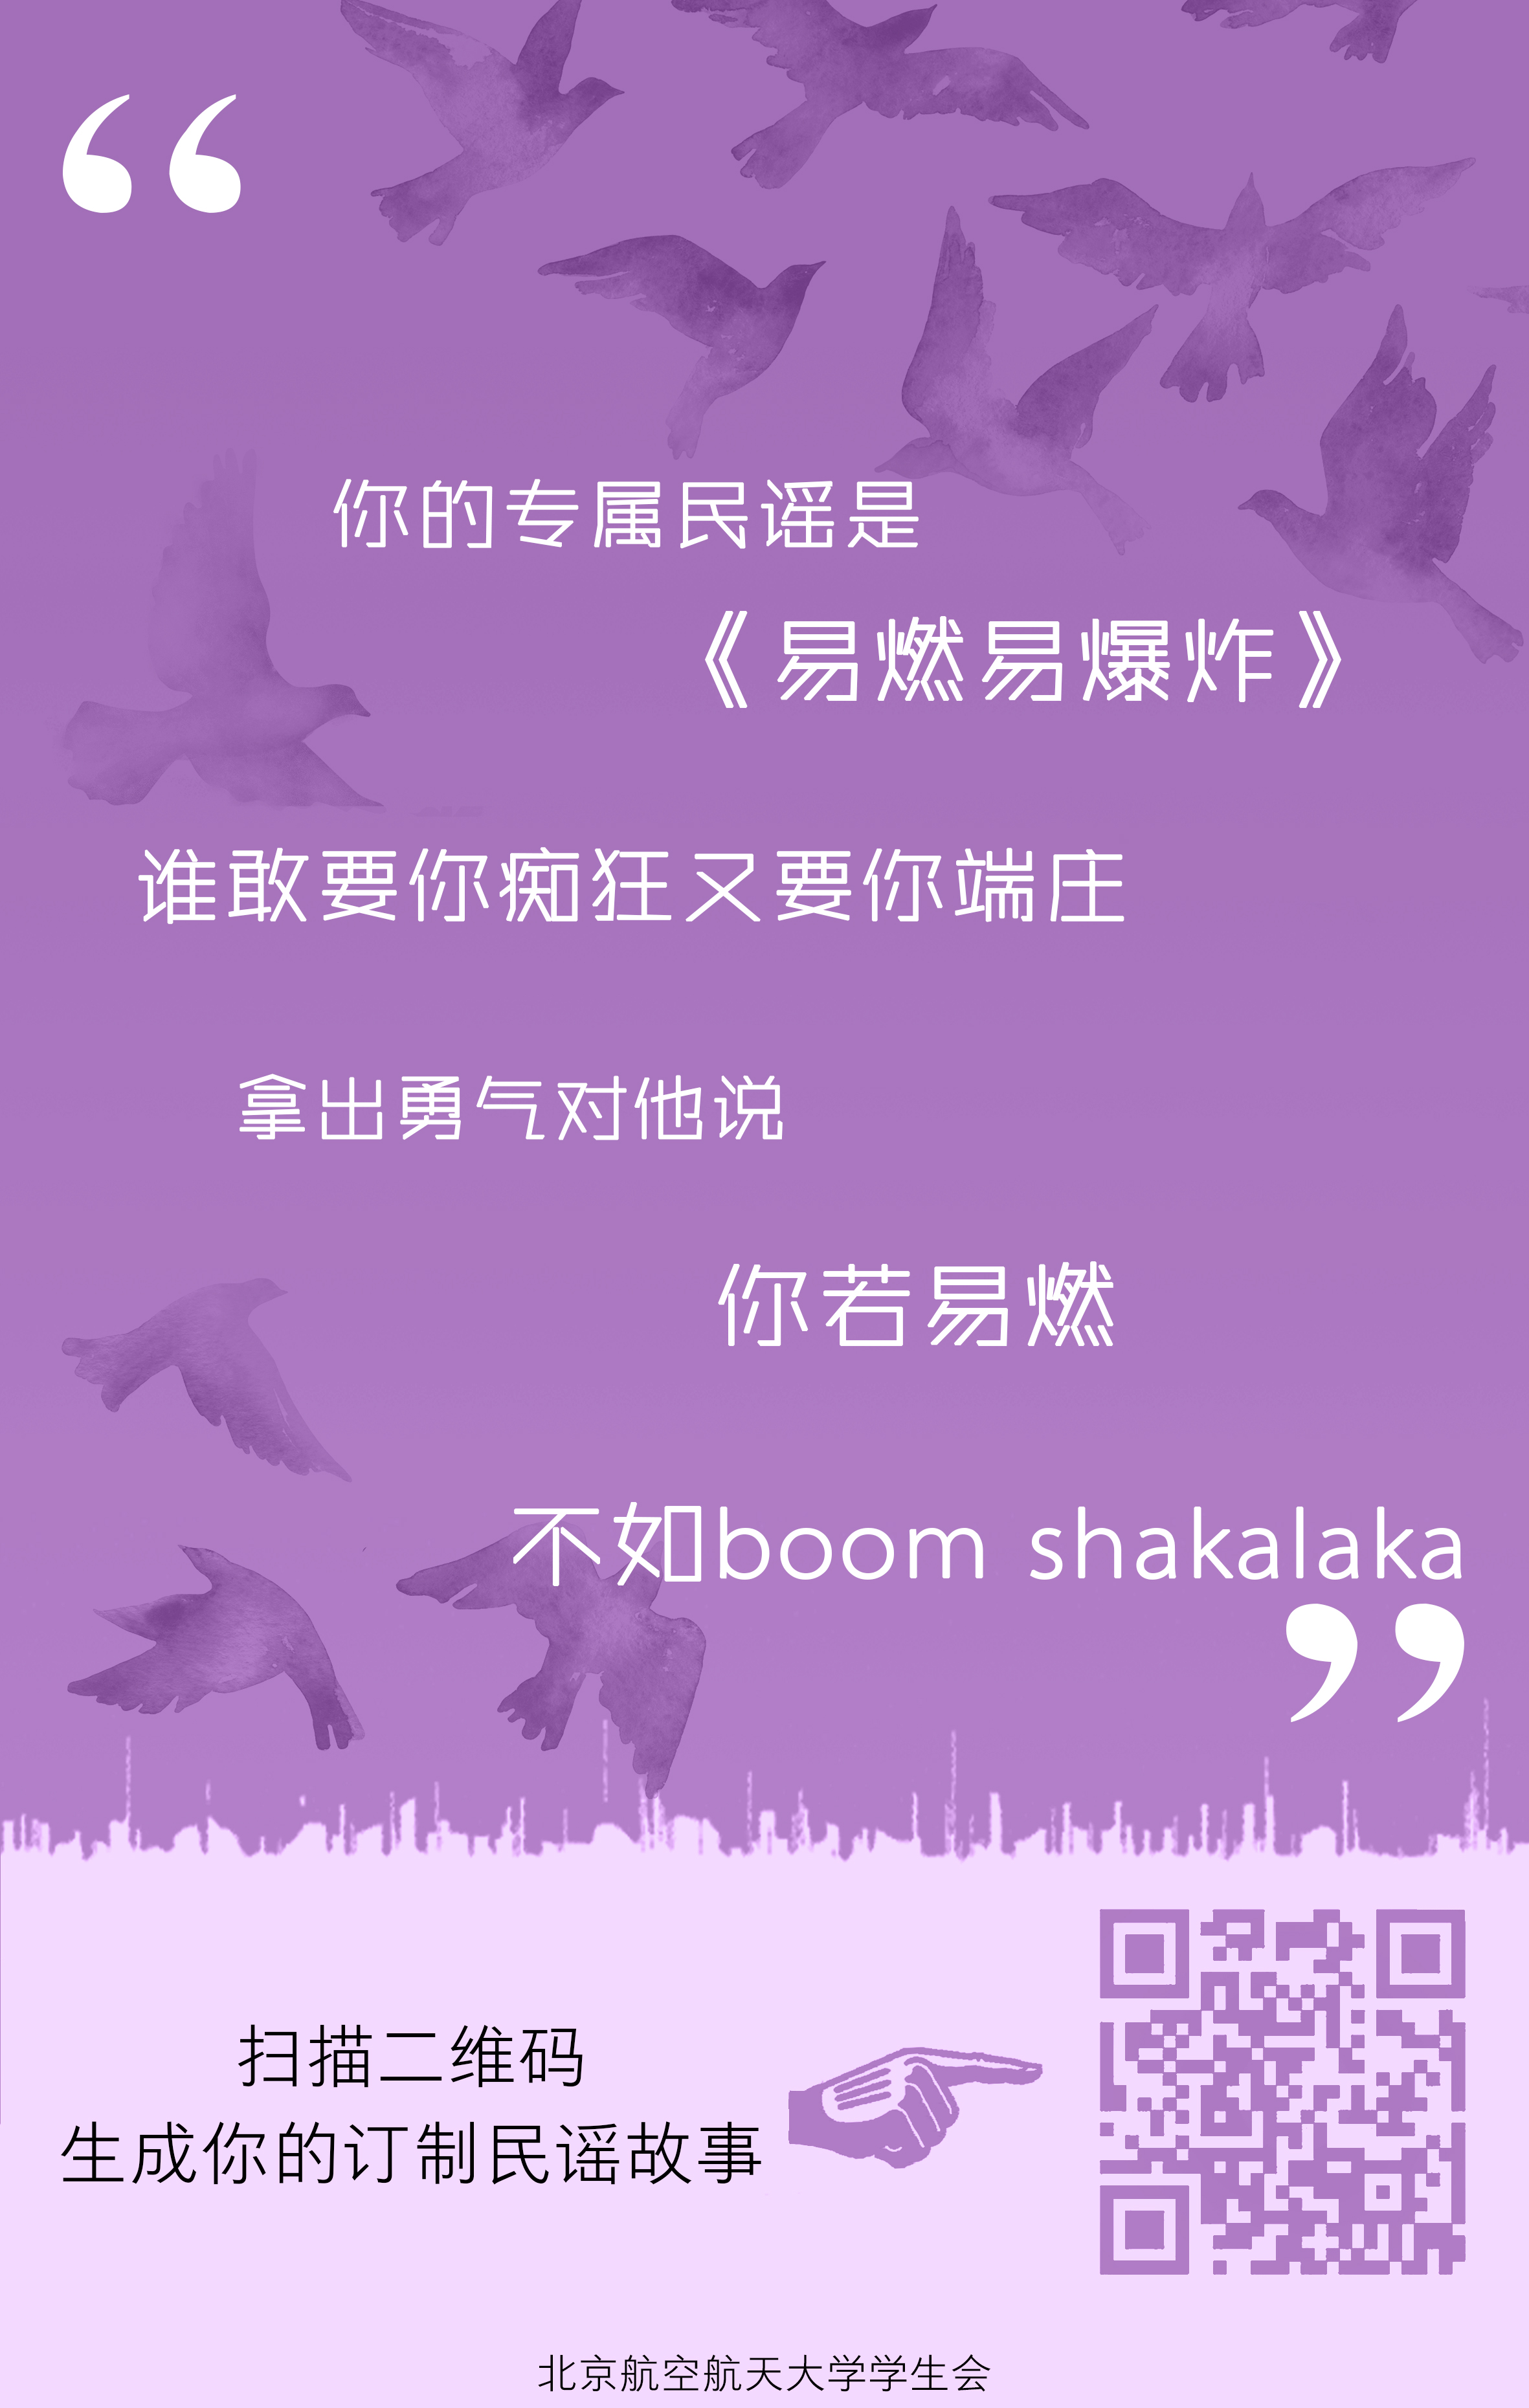 “
你的专属民谣是
《易燃易爆炸》
谁敢要你痴狂又要你端庄
拿出勇气对他说
你若易燃
不如boom shakalaka
”
扫描二维码
生成你的订制民谣故事
北京航空航天大学学生会